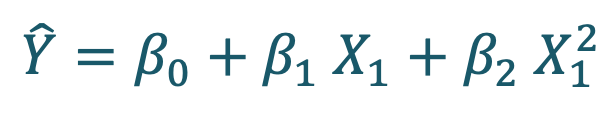 Ŷ = β₀ + β₁ X₁ + β₂ X₁²